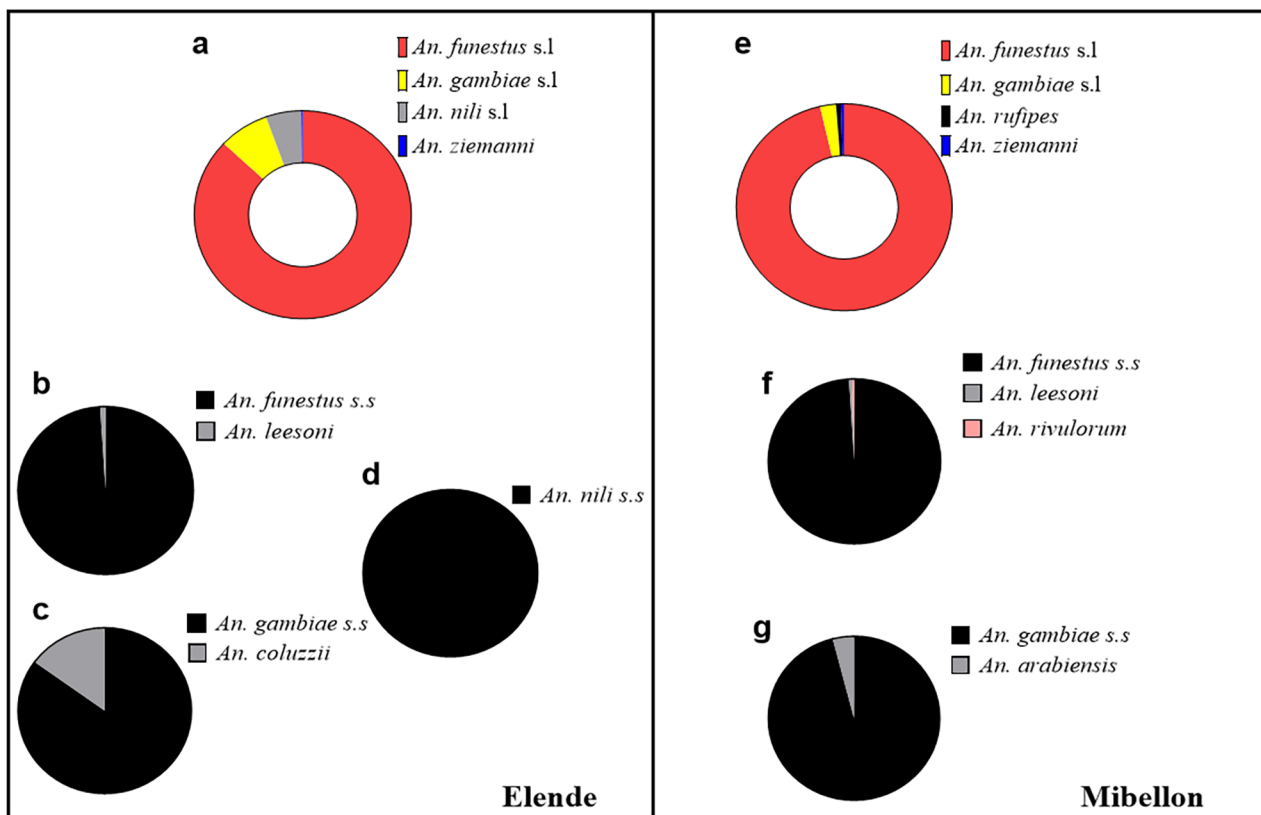 a
An. funestus s.l
An. gambiae s.l
An. nili s.l
An. ziemanni
b
An. funestus s.s
An. leesoni
d
An. nili s.s
c
An. gambiae s.s
An. coluzzii
Elende
e
An. funestus s.l
An. gambiae s.l
An. rufipes
An. ziemanni
f
An. funestus s.s
An. leesoni
An. rivulorum
g
An. gambiae s.s
An. arabiensis
Mibellon